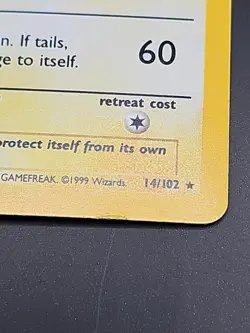 n. If tails,
ge to itself.
60
retreat cost
protect itself from its own
GAMEFREAK. ©1999 Wizards. 14/102 ★